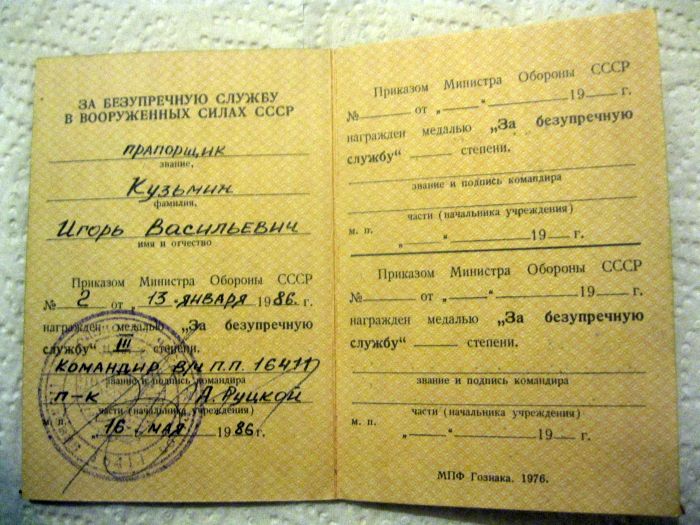 ЗА БЕЗУПРЕЧНУЮ СЛУЖБУ
В ВООРУЖЕННЫХ СИЛАХ СССР
прапорщик
звание,
Кузьмин
фамилия,
Игорь Васильевич
имя и отчество
Приказом Министра Обороны СССР
№ 2 от „13 января 1986 г.
награжден медалью „За безупречную
службу“ III степени.
командир в/ч п.п. 16411
звание и подпись командира
п-к А. Руцкой
части (начальника учреждения)
м. п. „16“ мая 1986 г.
Приказом Министра Обороны СССР
№ от „ “ 19 г.
награжден медалью „За безупречную
службу“ степени.
звание и подпись командира
части (начальника учреждения)
м. п. „ “ 19 г.
Приказом Министра Обороны СССР
№ от „ “ 19 г.
награжден медалью „За безупречную
службу“ степени.
звание и подпись командира
части (начальника учреждения)
м. п. „ “ 19 г.
МПФ Гознака. 1976.